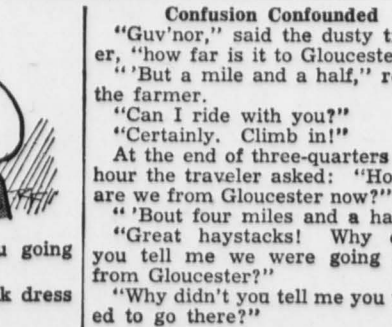 u going
k dress
Confusion Confounded
"Guv'nor," said the dusty t
er, "how far is it to Gloucester
"'But a mile and a half," r
the farmer.
"Can I ride with you?"
"Certainly. Climb in!"
At the end of three-quarters
hour the traveler asked: "Ho
are we from Gloucester now?"
"'Bout four miles and a ha
"Great haystacks! Why
you tell me we were going
from Gloucester?"
"Why didn't you tell me you
ed to go there?"